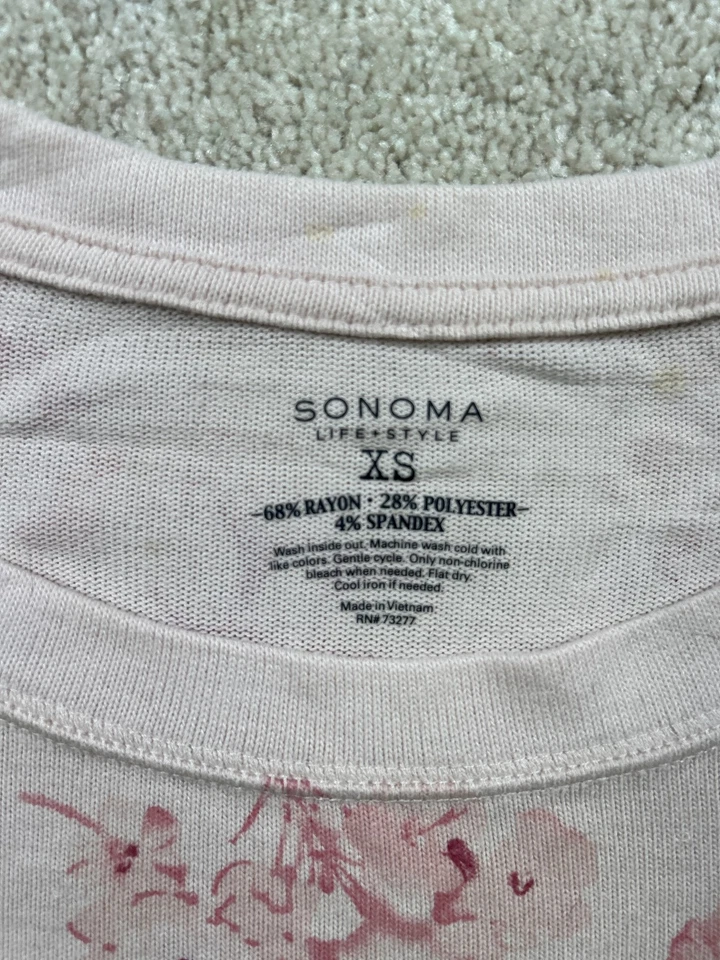 SONOMA
LIFE+STYLE
XS
-68% RAYON · 28% POLYESTER-
4% SPANDEX
Wash inside out. Machine wash cold with
like colors. Gentle cycle. Only non-chlorine
bleach when needed. Flat dry.
Cool iron if needed.
Made in Vietnam
RN# 73277